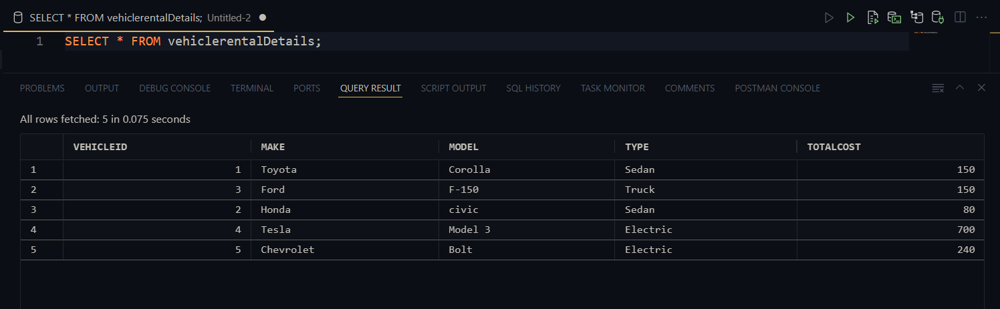 SELECT * FROM vehiclerentalDetails; Untitled-2
1 SELECT * FROM vehiclerentalDetails;
PROBLEMS OUTPUT DEBUG CONSOLE TERMINAL PORTS QUERY RESULT SCRIPT OUTPUT SQL HISTORY TASK MONITOR COMMENTS POSTMAN CONSOLE
All rows fetched: 5 in 0.075 seconds
VEHICLEID MAKE MODEL TYPE TOTALCOST
1 1 Toyota Corolla Sedan 150
2 3 Ford F-150 Truck 150
3 2 Honda civic Sedan 80
4 4 Tesla Model 3 Electric 700
5 5 Chevrolet Bolt Electric 240